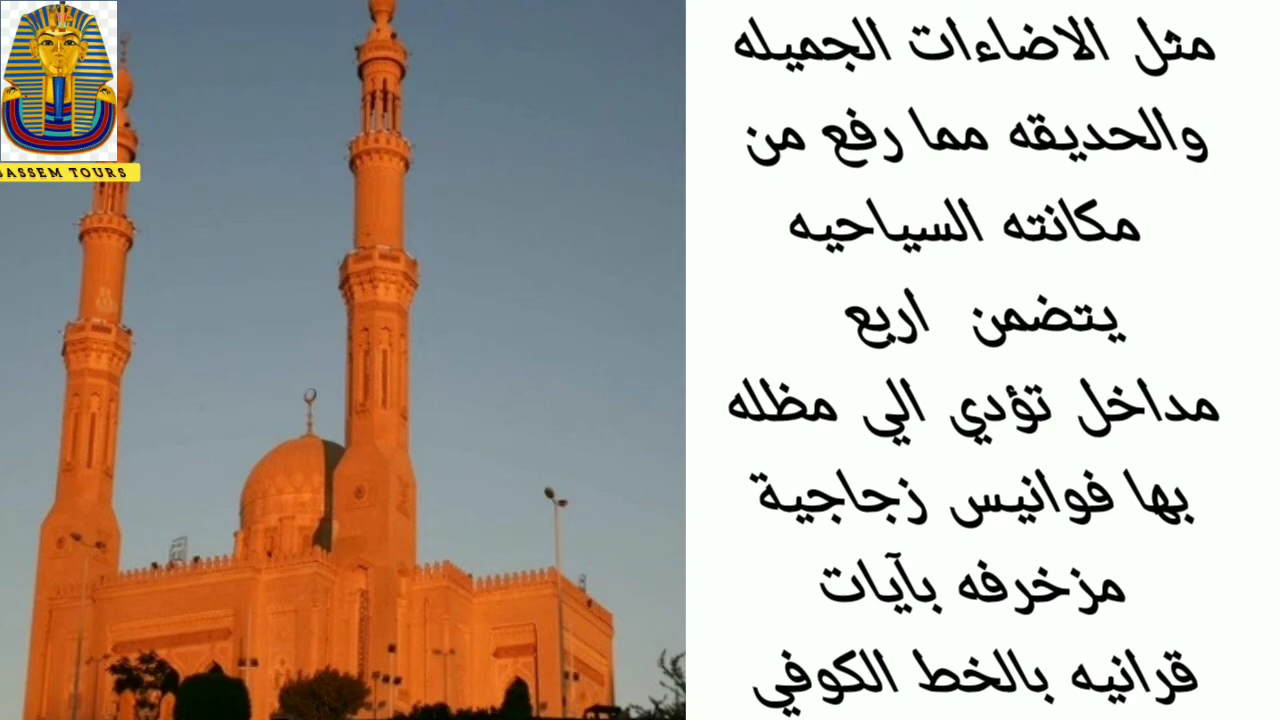 BASSEM TOURS
مثل الاضاءات الجميله
والحديقه مما رفع من
مكانته السياحيه
يتضمن اربع
مداخل تؤدي الي مظله
بها فوانيس زجاجية
مزخرفه بآيات
قرانيه بالخط الكوفي